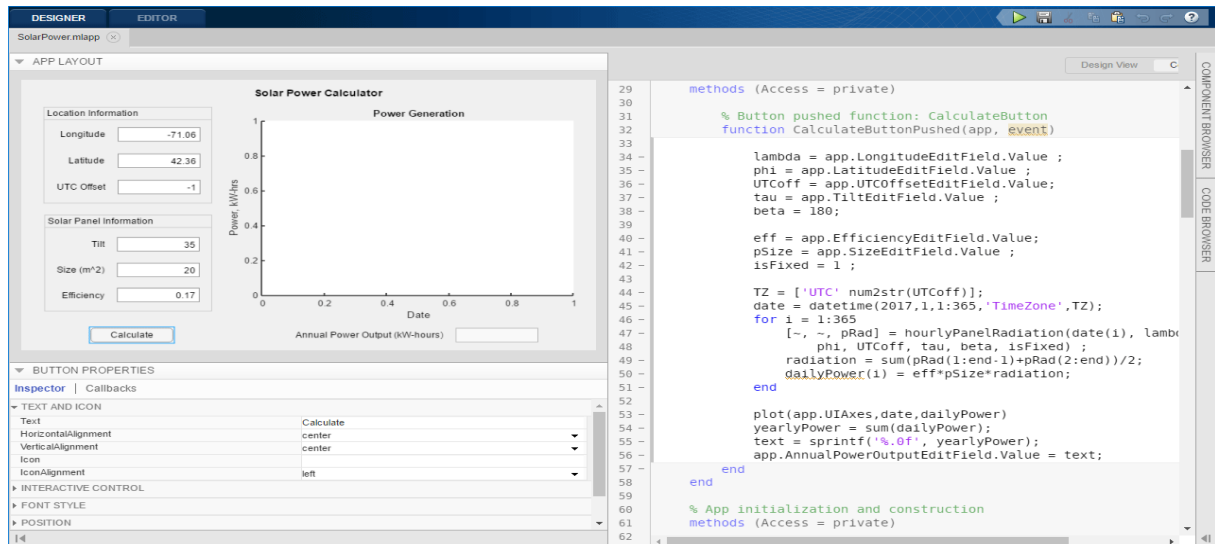 DESIGNER EDITOR
SolarPower.mlapp
APP LAYOUT
Solar Power Calculator
Location Information
Longitude -71.06
Latitude 42.36
UTC Offset -1
Solar Panel Information
Tilt 35
Size (m^2) 20
Efficiency 0.17
Calculate
Power Generation
Power, kW-hrs
1
0.8
0.6
0.4
0.2
0
0 0.2 0.4 0.6 0.8 1
Date
Annual Power Output (kW-hours)
BUTTON PROPERTIES
Inspector | Callbacks
TEXT AND ICON
Text Calculate
HorizontalAlignment center
VerticalAlignment center
Icon
IconAlignment left
INTERACTIVE CONTROL
FONT STYLE
POSITION
Design View C
29 methods (Access = private)
30
31 % Button pushed function: CalculateButton
32 function CalculateButtonPushed(app, event)
33
34 – lambda = app.LongitudeEditField.Value ;
35 – phi = app.LatitudeEditField.Value ;
36 – UTCoff = app.UTCOffsetEditField.Value;
37 – tau = app.TiltEditField.Value ;
38 – beta = 180;
39
40 – eff = app.EfficiencyEditField.Value;
41 – pSize = app.SizeEditField.Value;
42 – isFixed = 1 ;
43
44 – TZ = ['UTC' num2str(UTCoff)];
45 – date = datetime(2017,1,1:365,'TimeZone',TZ);
46 – for i = 1:365
47 – [~, ~, pRad] = hourlyPanelRadiation(date(i), lambd
48 phi, UTCoff, tau, beta, isFixed) ;
49 – radiation = sum(pRad(1:end-1)+pRad(2:end))/2;
50 – dailyPower(i) = eff*pSize*radiation;
51 – end
52
53 – plot(app.UIAxes,date,dailyPower)
54 – yearlyPower = sum(dailyPower);
55 – text = sprintf('%.0f', yearlyPower);
56 – app.AnnualPowerOutputEditField.Value = text;
57 – end
58 end
59
60 % App initialization and construction
61 methods (Access = private)
62
COMPONENT BROWSER
CODE BROWSER